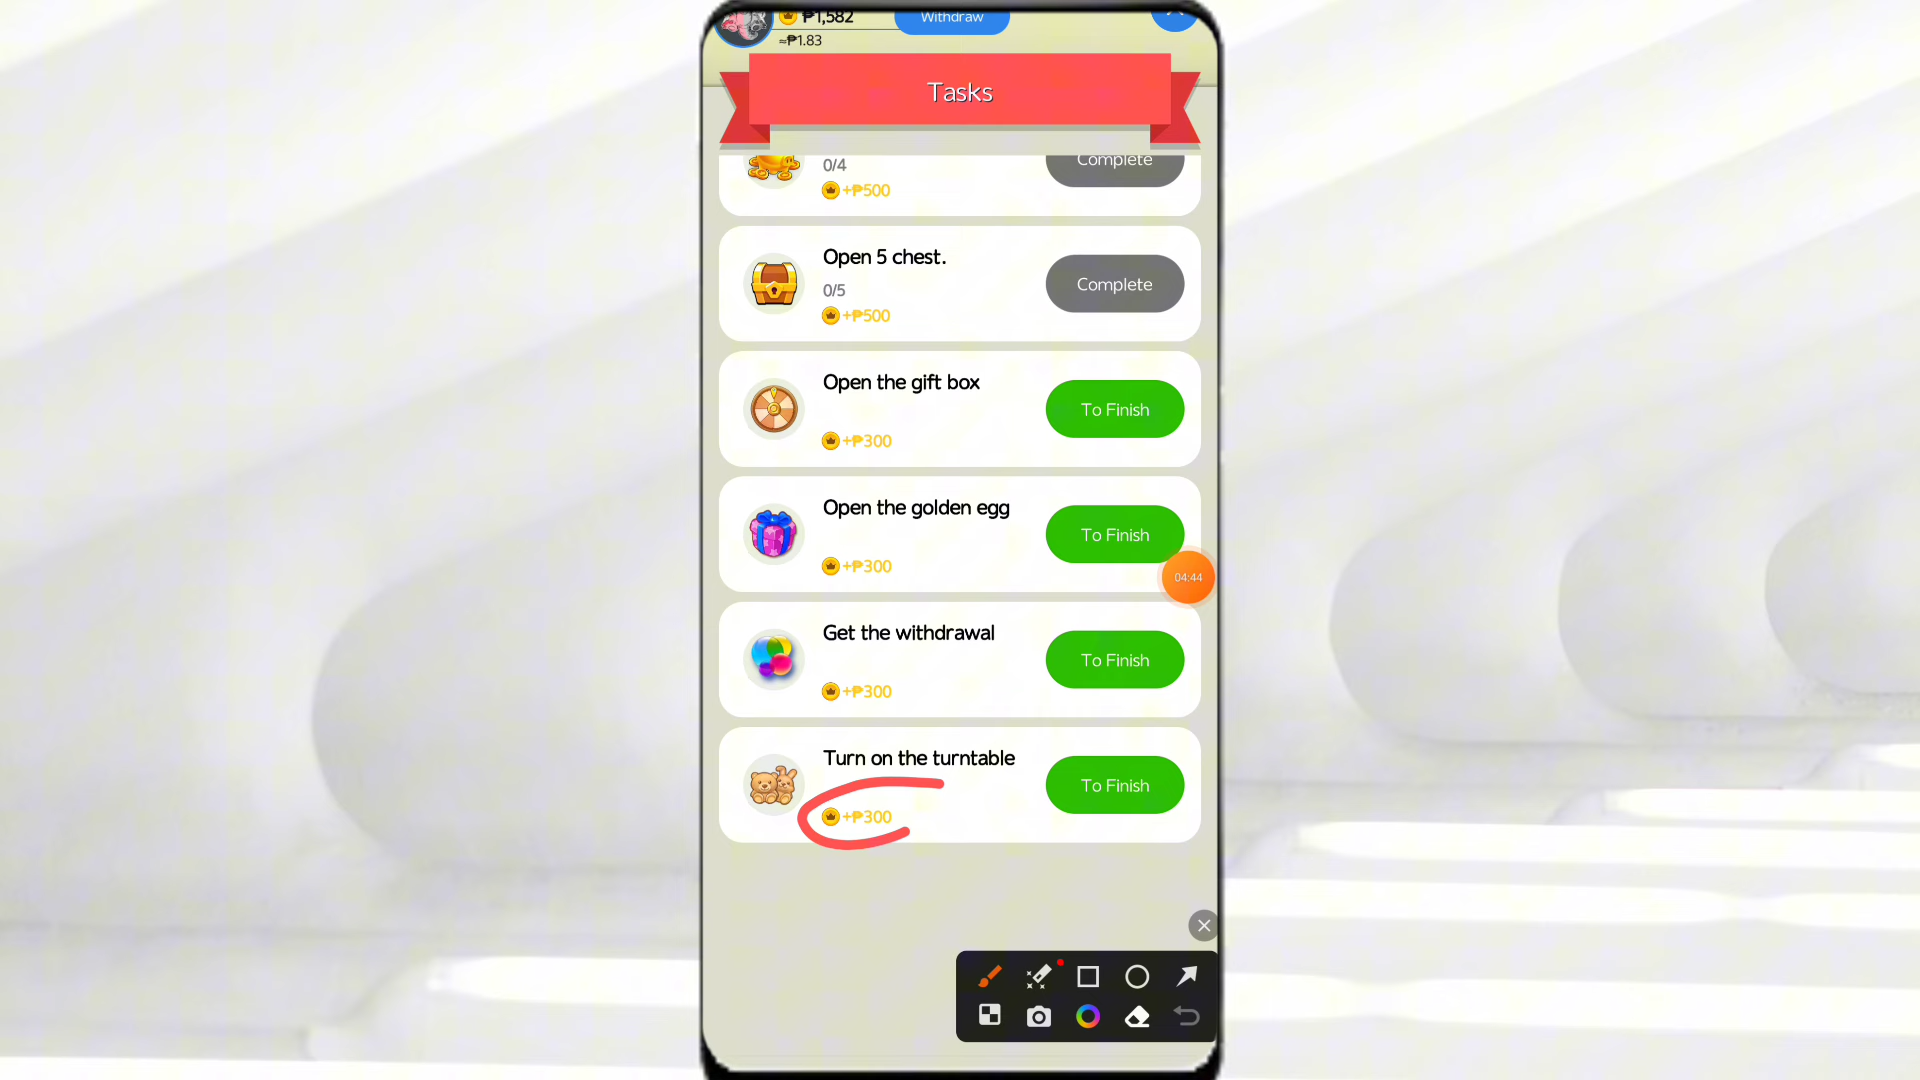 ₱1,582
Withdraw
≈₱1.83
Tasks
0/4
Complete
+₱500
Open 5 chest.
0/5
Complete
+₱500
Open the gift box
To Finish
+₱300
Open the golden egg
To Finish
+₱300
04:44
Get the withdrawal
To Finish
+₱300
Turn on the turntable
To Finish
+₱300